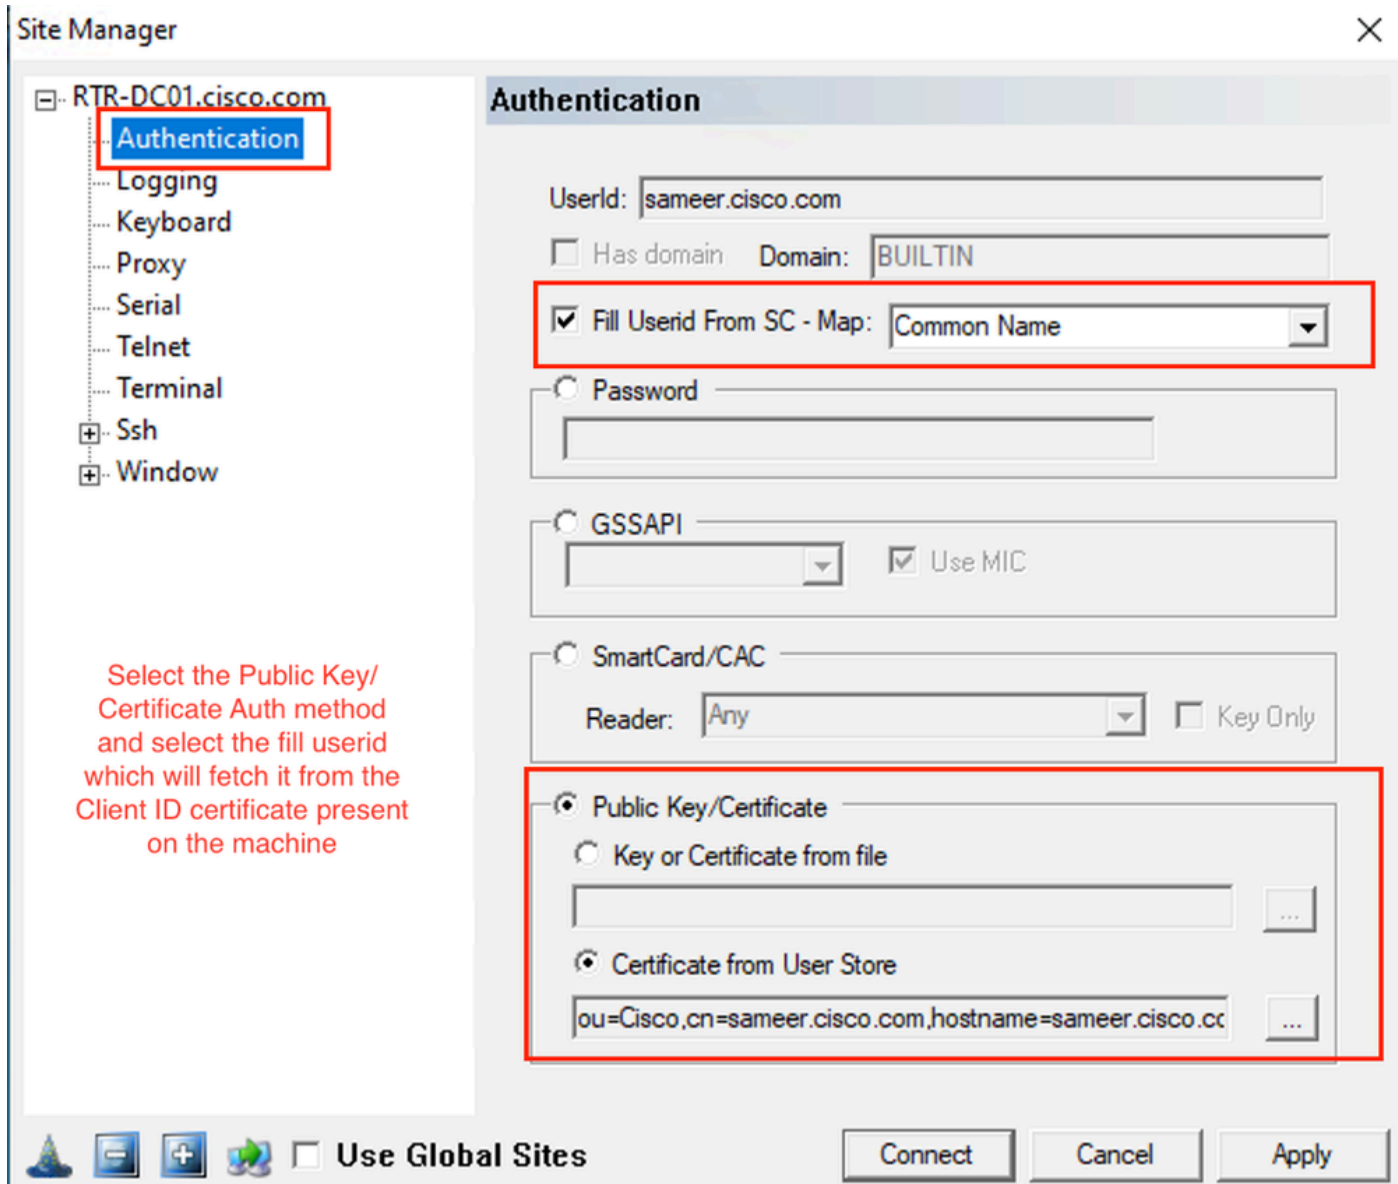 Site Manager
RTR-DC01.cisco.com
Authentication
Logging
Keyboard
Proxy
Serial
Telnet
Terminal
Ssh
Window
Select the Public Key/
Certificate Auth method
and select the fill userid
which will fetch it from the
Client ID certificate present
on the machine
Authentication
UserId: sameer.cisco.com
Has domain Domain: BUILTIN
Fill Userid From SC - Map: Common Name
Password
GSSAPI
Use MIC
SmartCard/CAC
Reader: Any Key Only
Public Key/Certificate
Key or Certificate from file
...
Certificate from User Store
ou=Cisco,cn=sameer.cisco.com,hostname=sameer.cisco.cc ...
Use Global Sites Connect Cancel Apply